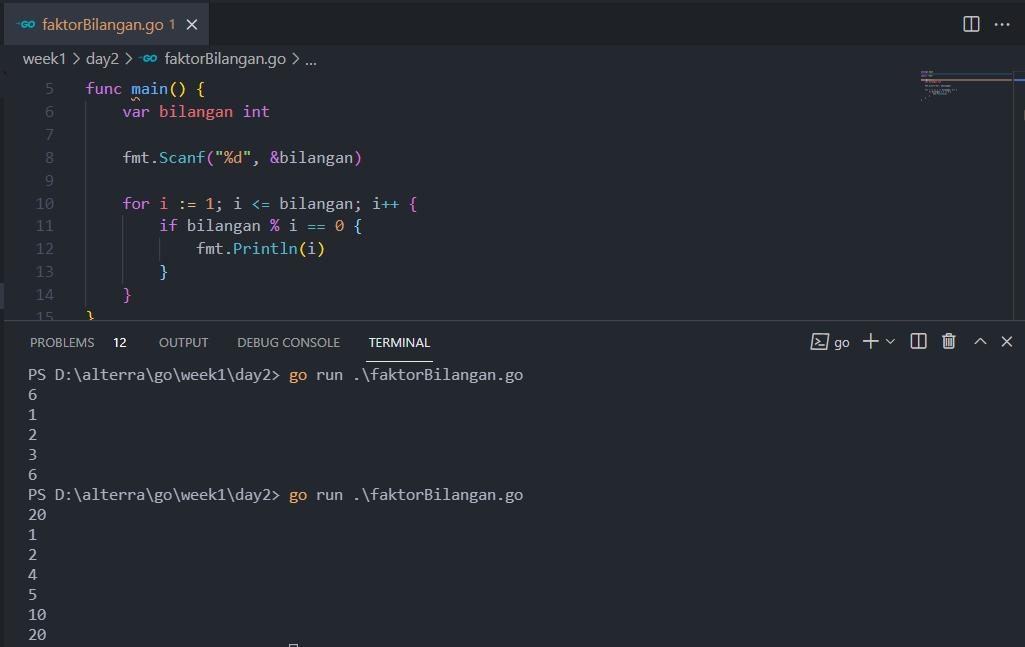 GO faktorBilangan.go 1
week1 > day2 > GO faktorBilangan.go > ...
5 func main() {
6 var bilangan int
7
8 fmt.Scanf("%d", &bilangan)
9
10 for i := 1; i <= bilangan; i++ {
11 if bilangan % i == 0 {
12 fmt.Println(i)
13 }
14 }
15 }
PROBLEMS 12 OUTPUT DEBUG CONSOLE TERMINAL go
PS D:\alterra\go\week1\day2> go run .\faktorBilangan.go
6
1
2
3
6
PS D:\alterra\go\week1\day2> go run .\faktorBilangan.go
20
1
2
4
5
10
20